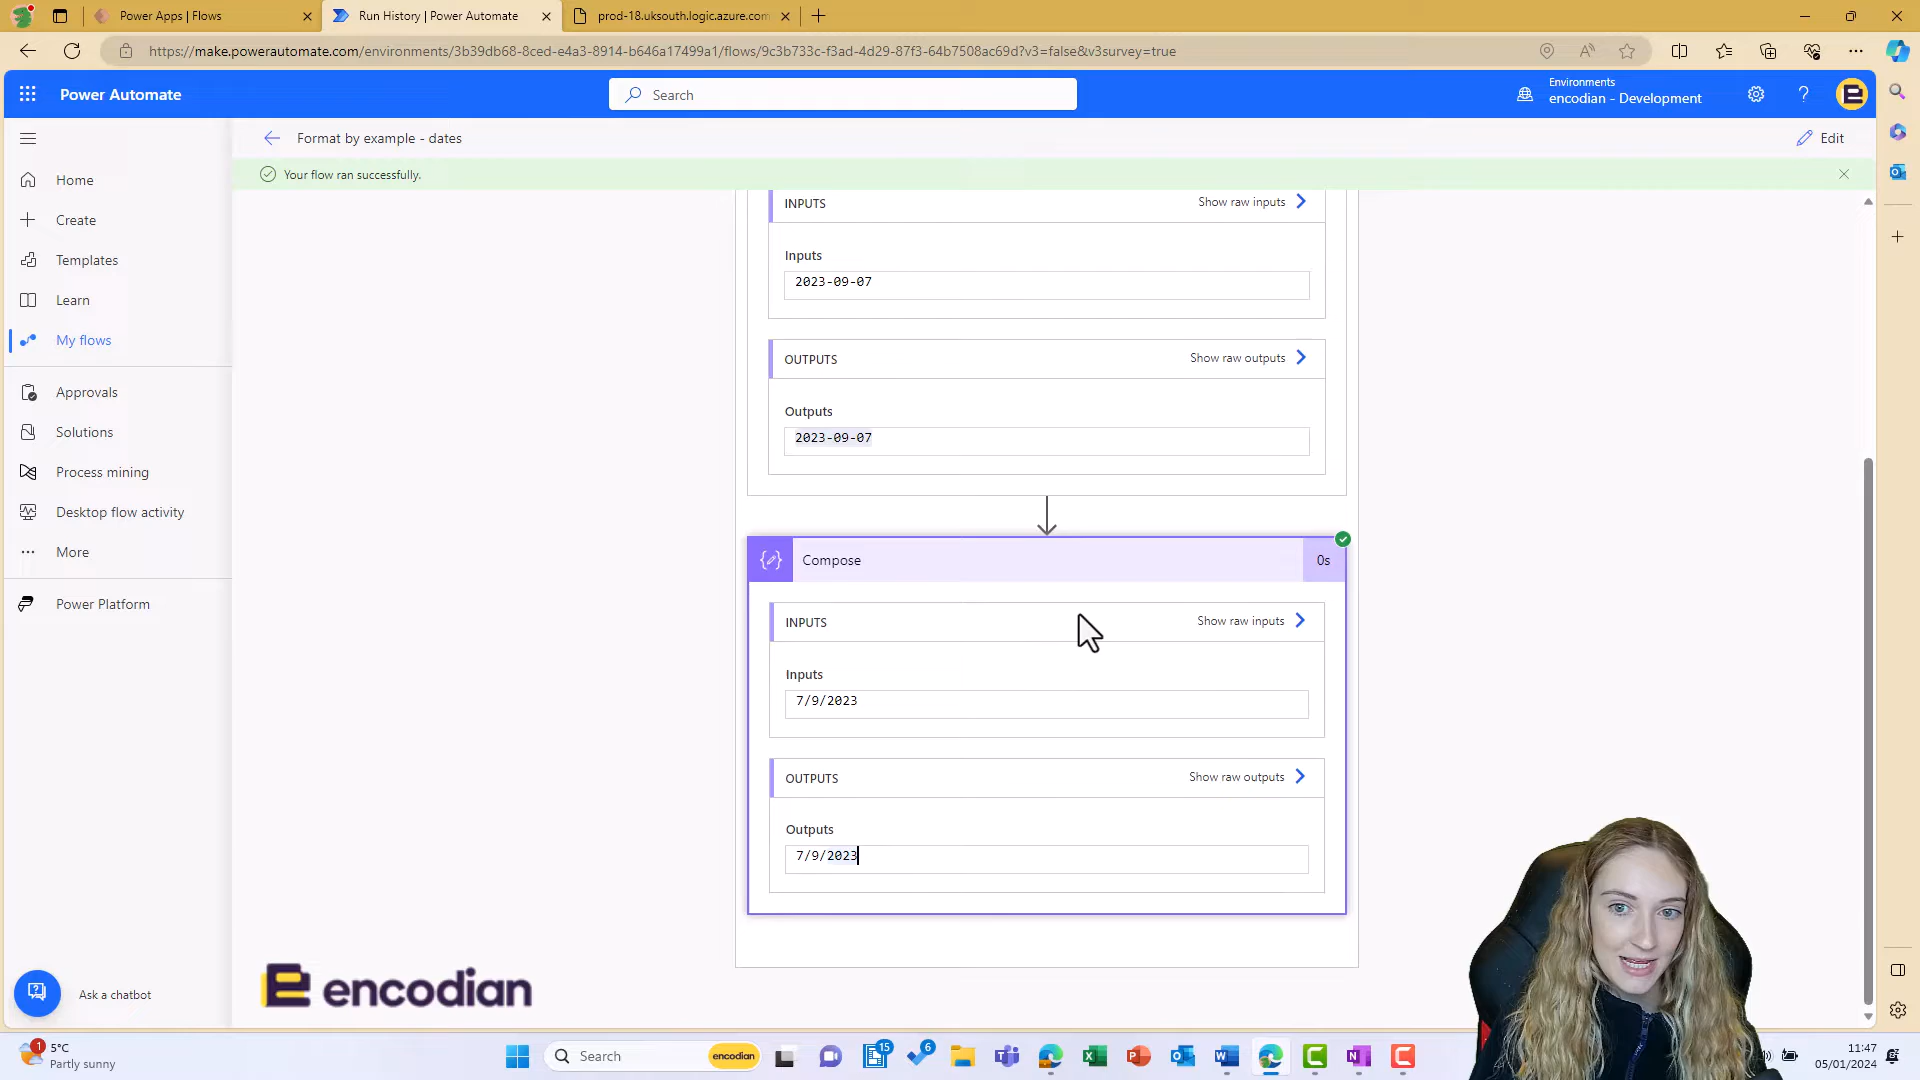 Power Apps | Flows
Run History | Power Automate
prod-18.uksouth.logic.azure.com
https://make.powerautomate.com/environments/3b39db68-8ced-e4a3-8914-b646a17499a1/flows/9c3b733c-f3ad-4d29-87f3-64b7508ac69d?v3=false&v3survey=true
Power Automate
Search
Environments
encodian - Development
Format by example - dates
Edit
Your flow ran successfully.
Home
Create
Templates
Learn
My flows
Approvals
Solutions
Process mining
Desktop flow activity
More
Power Platform
Ask a chatbot
INPUTS
Show raw inputs
Inputs
2023-09-07
OUTPUTS
Show raw outputs
Outputs
2023-09-07
Compose
0s
INPUTS
Show raw inputs
Inputs
7/9/2023
OUTPUTS
Show raw outputs
Outputs
7/9/2023
encodian
1
5°C
Partly sunny
Search
encodian
15
6
11:47
05/01/2024